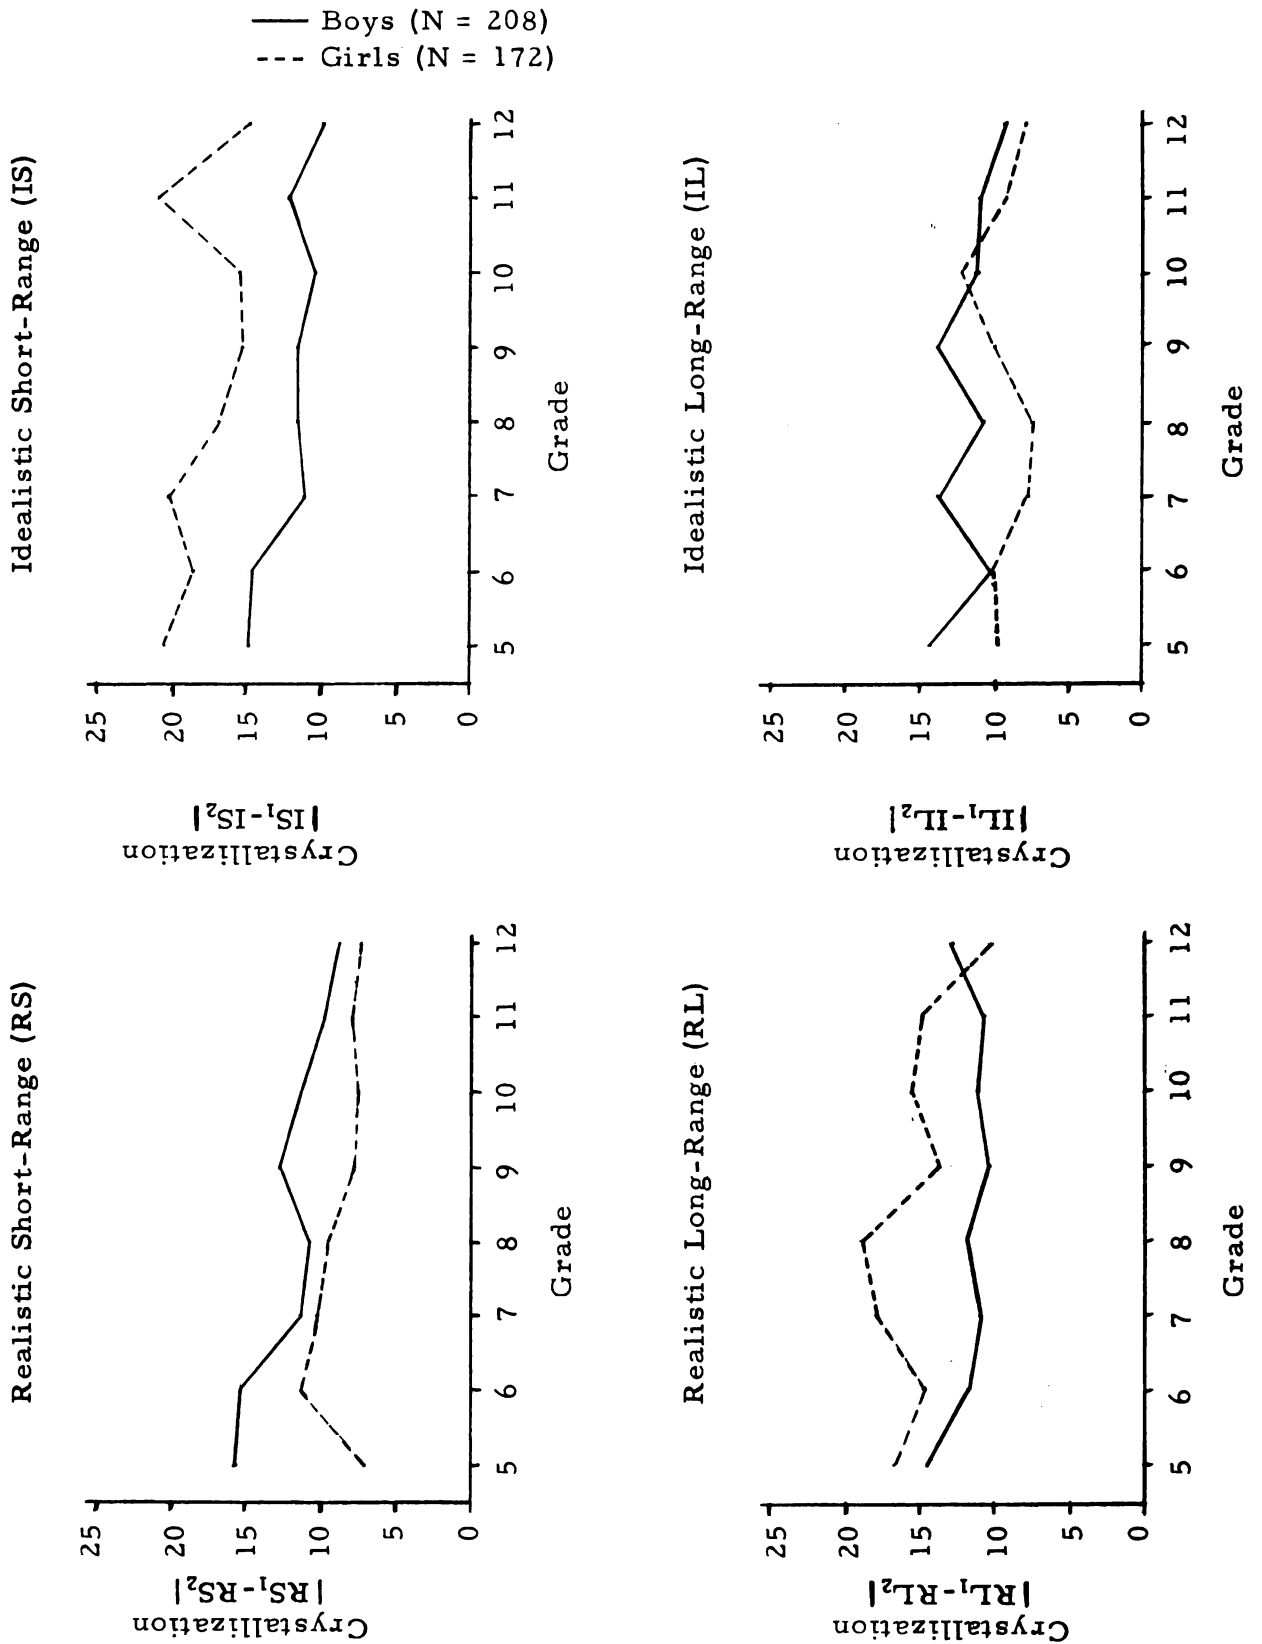 Boys (N = 208)
Girls (N = 172)
Realistic Short-Range (RS)
Crystallization
|RS₁-RS₂|
25
20
15
10
5
0
5 6 7 8 9 10 11 12
Grade
Idealistic Short-Range (IS)
Crystallization
|IS₁-IS₂|
25
20
15
10
5
0
5 6 7 8 9 10 11 12
Grade
Realistic Long-Range (RL)
Crystallization
|RL₁-RL₂|
25
20
15
10
5
0
5 6 7 8 9 10 11 12
Grade
Idealistic Long-Range (IL)
Crystallization
|IL₁-IL₂|
25
20
15
10
5
0
5 6 7 8 9 10 11 12
Grade